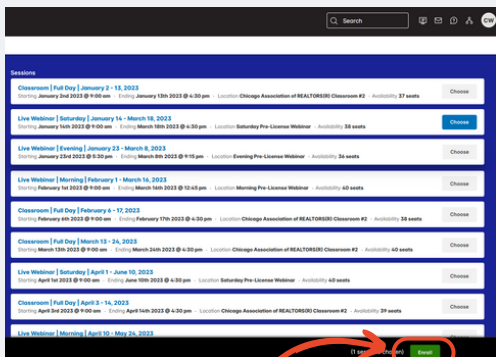 Search
CW
Sessions
Classroom | Full Day | January 2 - 13, 2023
Starting January 2nd 2023 @ 9:00 am - Ending January 13th 2023 @ 4:30 pm - Location Chicago Association of REALTORS(R) Classroom #2 - Availability 37 seats
Choose
Live Webinar | Saturday | January 14 - March 18, 2023
Starting January 14th 2023 @ 9:00 am - Ending March 18th 2023 @ 4:30 pm - Location Saturday Pre-License Webinar - Availability 38 seats
Choose
Live Webinar | Evening | January 23 - March 8, 2023
Starting January 23rd 2023 @ 5:30 pm - Ending March 8th 2023 @ 9:15 pm - Location Evening Pre-License Webinar - Availability 36 seats
Choose
Live Webinar | Morning | February 1 - March 16, 2023
Starting February 1st 2023 @ 9:00 am - Ending March 16th 2023 @ 12:45 pm - Location Morning Pre-License Webinar - Availability 40 seats
Choose
Classroom | Full Day | February 6 - 17, 2023
Starting February 6th 2023 @ 9:00 am - Ending February 17th 2023 @ 4:30 pm - Location Chicago Association of REALTORS(R) Classroom #2 - Availability 38 seats
Choose
Classroom | Full Day | March 13 - 24, 2023
Starting March 13th 2023 @ 9:00 am - Ending March 24th 2023 @ 4:30 pm - Location Chicago Association of REALTORS(R) Classroom #2 - Availability 40 seats
Choose
Live Webinar | Saturday | April 1 - June 10, 2023
Starting April 1st 2023 @ 9:00 am - Ending June 10th 2023 @ 4:30 pm - Location Saturday Pre-License Webinar - Availability 40 seats
Choose
Classroom | Full Day | April 3 - 14, 2023
Starting April 3rd 2023 @ 9:00 am - Ending April 14th 2023 @ 4:30 pm - Location Chicago Association of REALTORS(R) Classroom #2 - Availability 39 seats
Choose
Live Webinar | Morning | April 10 - May 24, 2023
(1 chosen)
Enroll